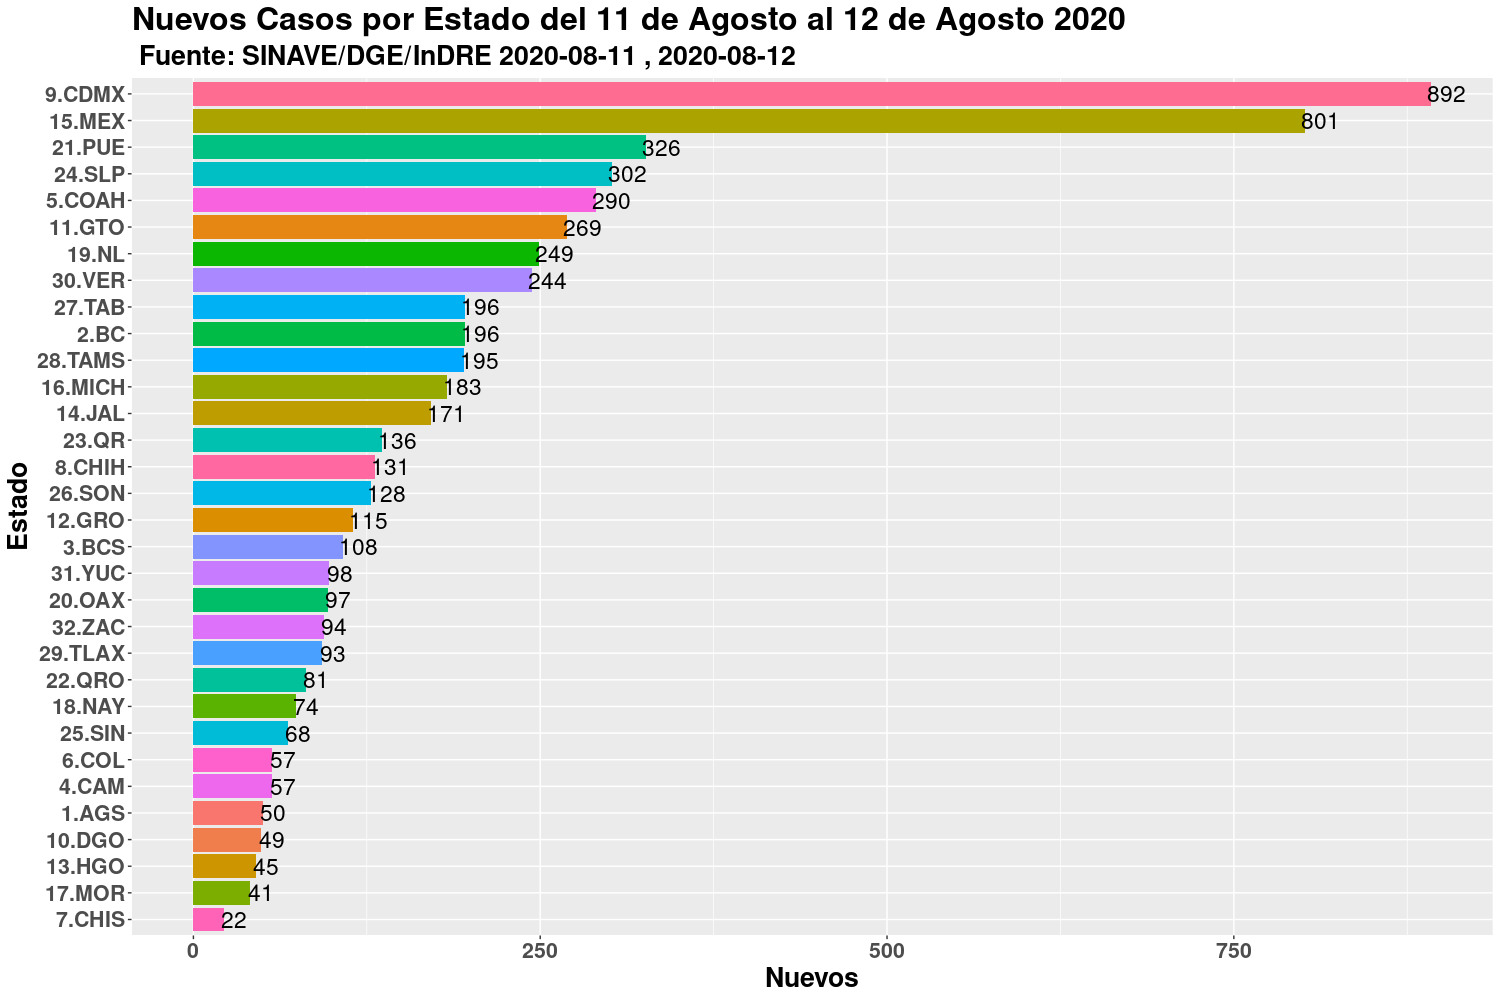 Nuevos Casos por Estado del 11 de Agosto al 12 de Agosto 2020
Fuente: SINAVE/DGE/InDRE 2020-08-11 , 2020-08-12
Estado
9.CDMX 892
15.MEX 801
21.PUE 326
24.SLP 302
5.COAH 290
11.GTO 269
19.NL 249
30.VER 244
27.TAB 196
2.BC 196
28.TAMS 195
16.MICH 183
14.JAL 171
23.QR 136
8.CHIH 131
26.SON 128
12.GRO 115
3.BCS 108
31.YUC 98
20.OAX 97
32.ZAC 94
29.TLAX 93
22.QRO 81
18.NAY 74
25.SIN 68
6.COL 57
4.CAM 57
1.AGS 50
10.DGO 49
13.HGO 45
17.MOR 41
7.CHIS 22
0 250 500 750
Nuevos